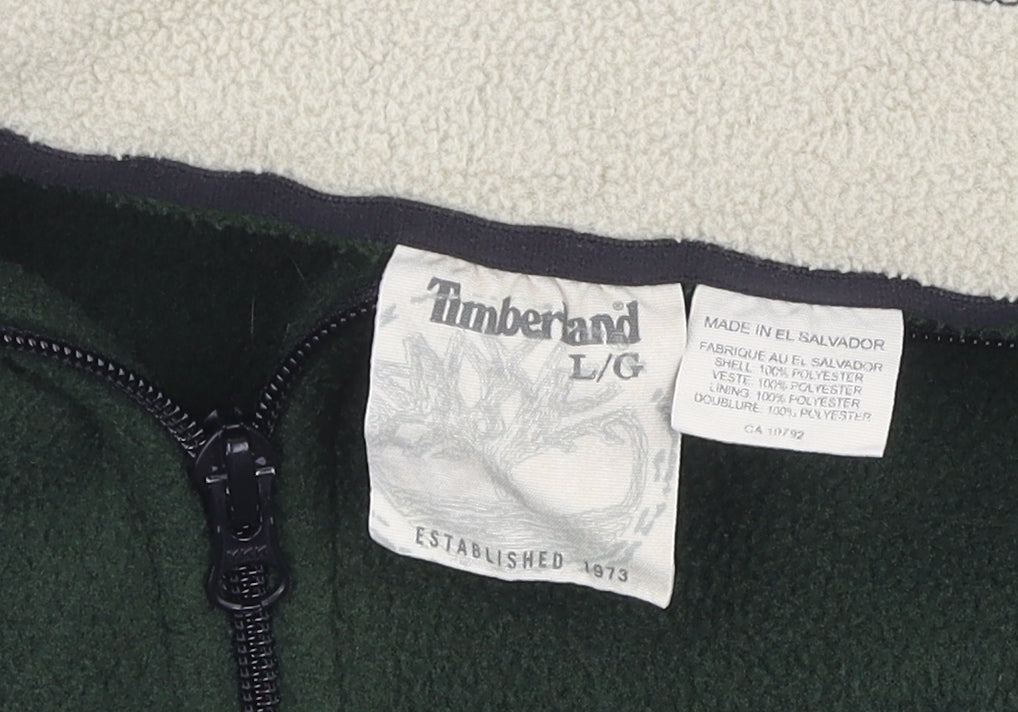 Timberland®
L/G
ESTABLISHED 1973
MADE IN EL SALVADOR
FABRIQUE AU EL SALVADOR
SHELL: 100% POLYESTER
VESTE: 100% POLYESTER
LINING: 100% POLYESTER
DOUBLURE: 100% POLYESTER
CA 10792